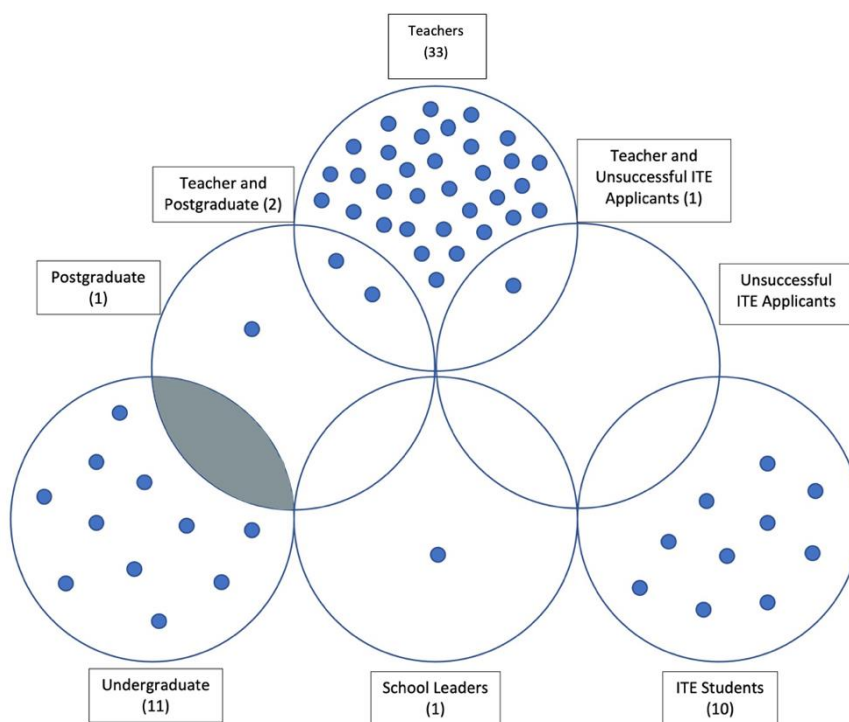 Teachers
(33)
Teacher and
Postgraduate (2)
Teacher and
Unsuccessful ITE
Applicants (1)
Postgraduate
(1)
Unsuccessful
ITE Applicants
Undergraduate
(11)
School Leaders
(1)
ITE Students
(10)